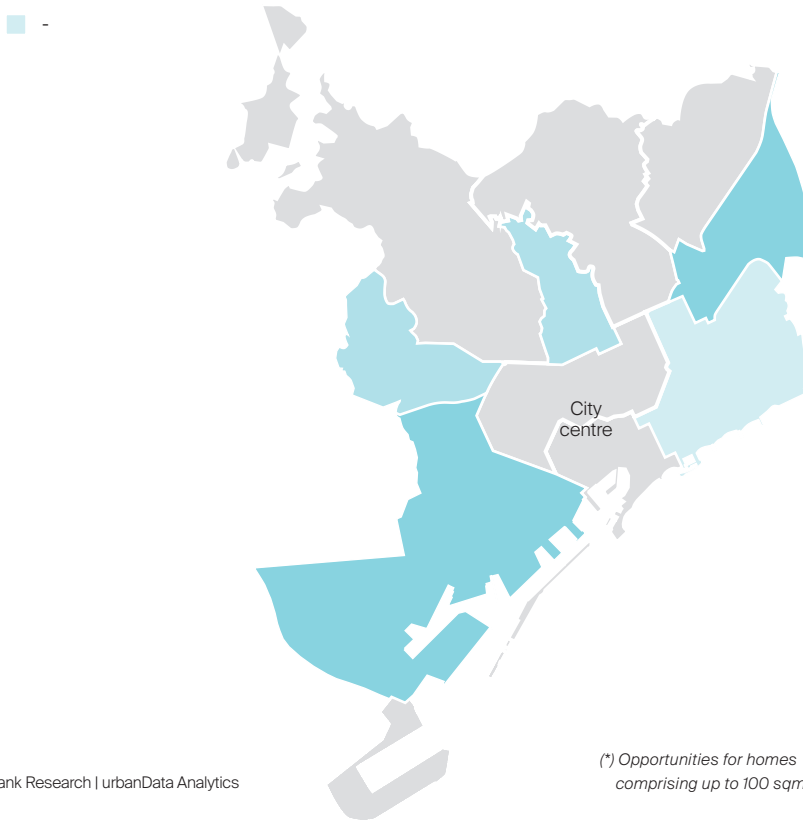 -
City
centre
(*) Opportunities for homes
comprising up to 100 sqm
ank Research | urbanData Analytics